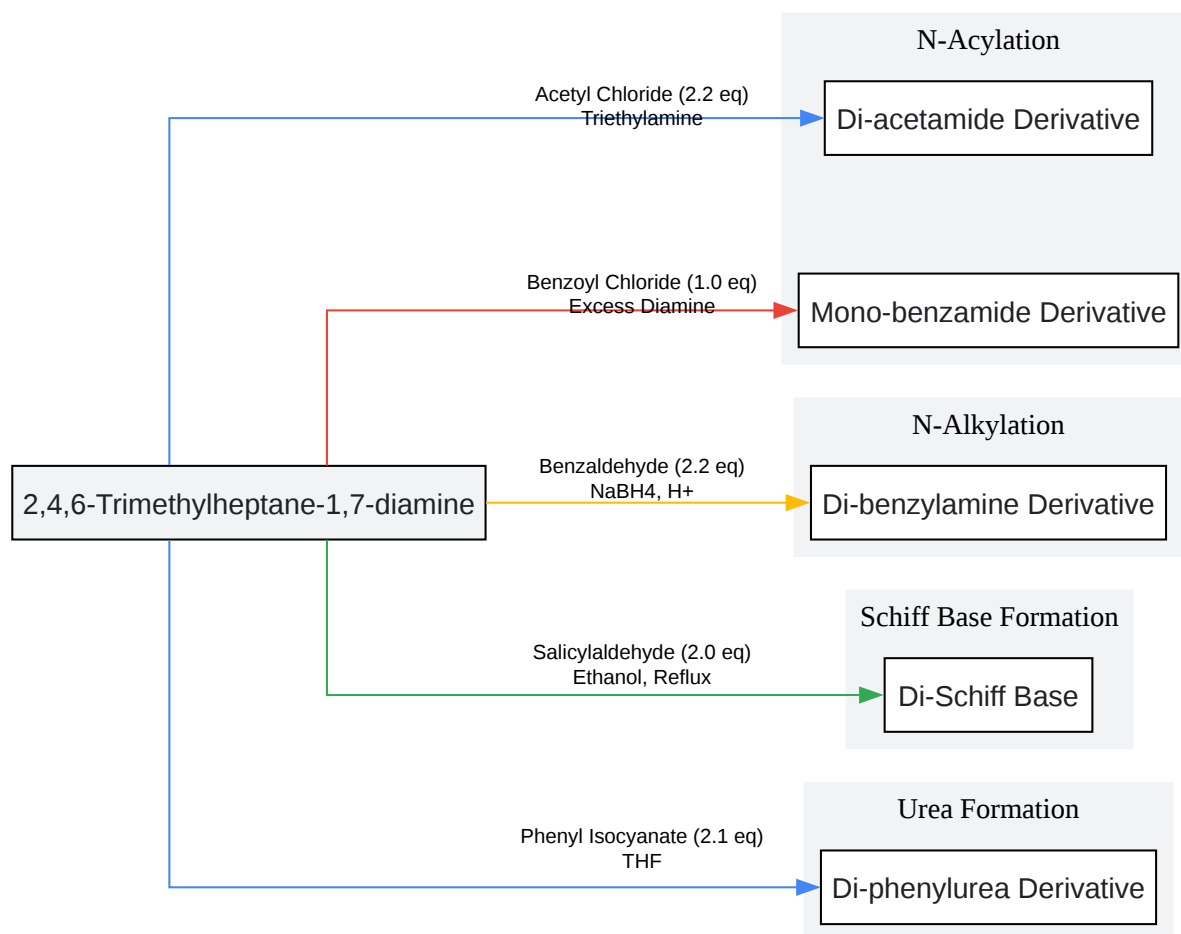 N-Acylation
Acetyl Chloride (2.2 eq)
Triethylamine
Di-acetamide Derivative
Benzoyl Chloride (1.0 eq)
Excess Diamine
Mono-benzamide Derivative
N-Alkylation
Benzaldehyde (2.2 eq)
NaBH4, H+
2,4,6-Trimethylheptane-1,7-diamine
Di-benzylamine Derivative
Schiff Base Formation
Salicylaldehyde (2.0 eq)
Ethanol, Reflux
Di-Schiff Base
Urea Formation
Phenyl Isocyanate (2.1 eq)
THF
Di-phenylurea Derivative